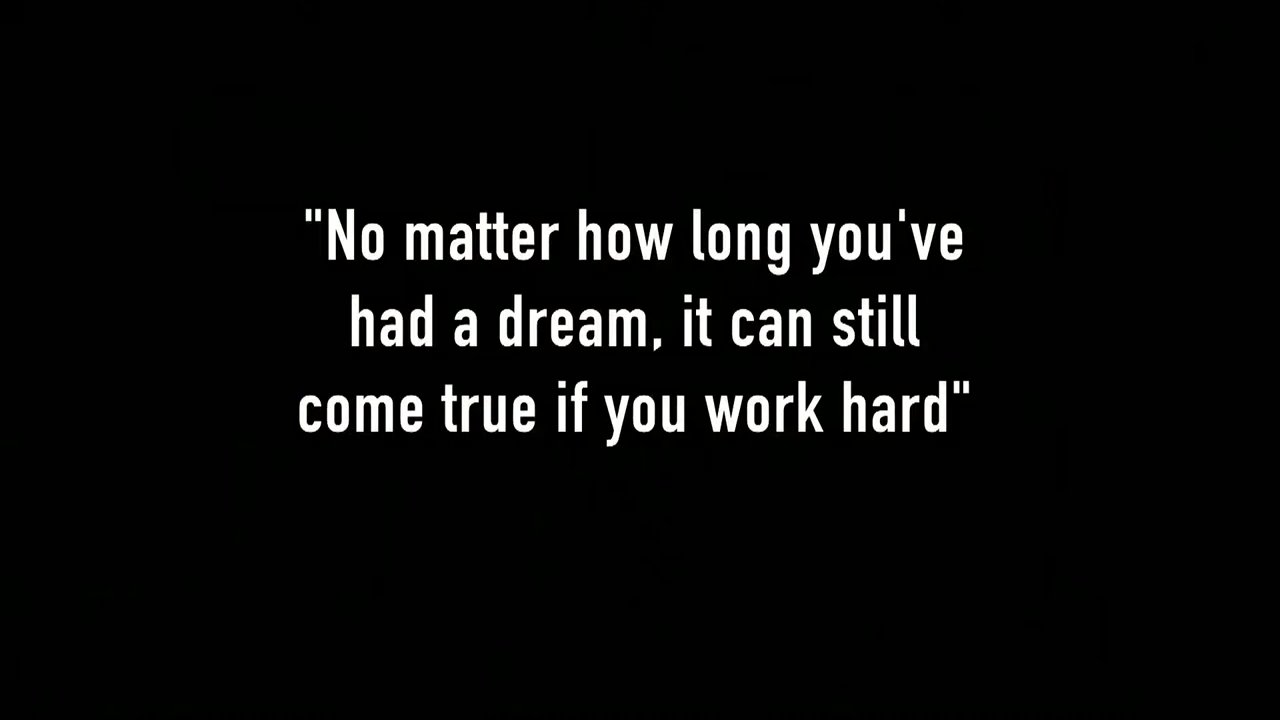 "No matter how long you've
had a dream, it can still
come true if you work hard"